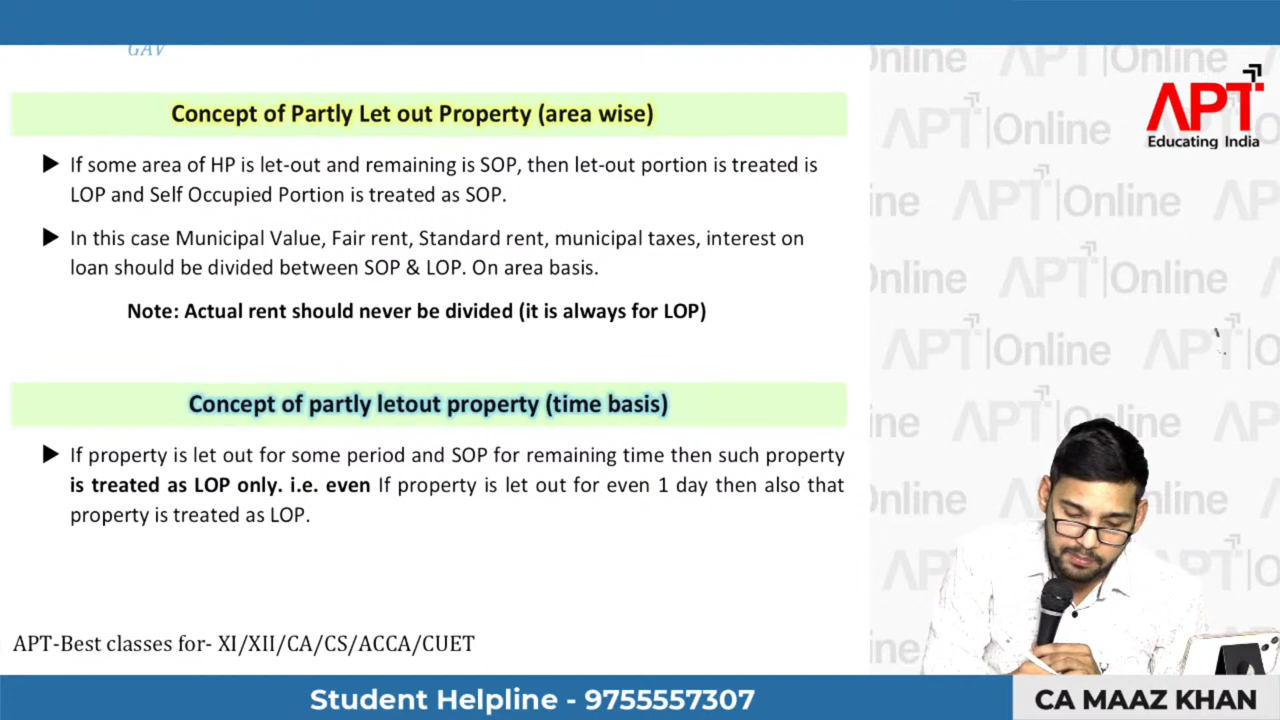 GAV
Concept of Partly Let out Property (area wise)
If some area of HP is let-out and remaining is SOP, then let-out portion is treated is
LOP and Self Occupied Portion is treated as SOP.
In this case Municipal Value, Fair rent, Standard rent, municipal taxes, interest on
loan should be divided between SOP & LOP. On area basis.
Note: Actual rent should never be divided (it is always for LOP)
Concept of partly letout property (time basis)
If property is let out for some period and SOP for remaining time then such property
is treated as LOP only. i.e. even If property is let out for even 1 day then also that
property is treated as LOP.
APT-Best classes for- XI/XII/CA/CS/ACCA/CUET
Student Helpline - 9755557307
APT
Educating India
APT|Online
CA MAAZ KHAN